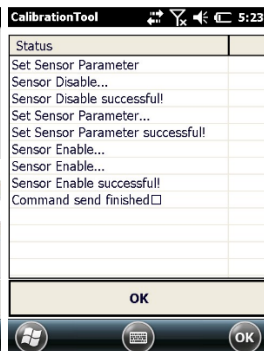 CalibrationTool 5:23
Status
Set Sensor Parameter
Sensor Disable...
Sensor Disable successful!
Set Sensor Parameter...
Set Sensor Parameter successful!
Sensor Enable...
Sensor Enable...
Sensor Enable successful!
Command send finished□
OK
OK